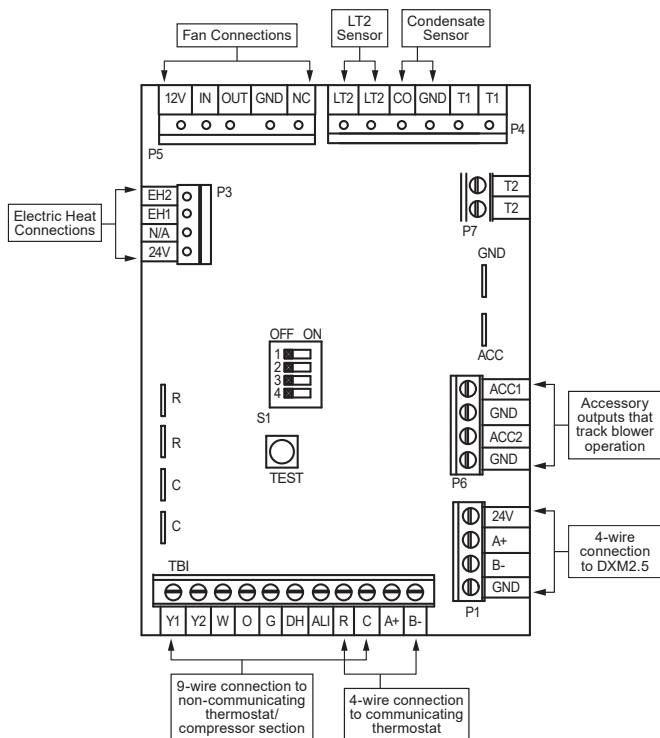 Fan Connections
LT2
Sensor
Condensate
Sensor
12V IN OUT GND NC
LT2 LT2 CO GND T1 T1
P5
P4
Electric Heat
Connections
EH2
EH1
N/A
24V
P3
T2
T2
P7
GND
ACC
OFF ON
1
2
3
4
S1
TEST
R
R
C
C
ACC1
GND
ACC2
GND
P6
Accessory
outputs that
track blower
operation
24V
A+
B-
GND
P1
4-wire
connection
to DXM2.5
TBI
Y1 Y2 W O G DH ALI R C A+ B-
9-wire connection to
non-communicating
thermostat/
compressor section
4-wire connection
to communicating
thermostat